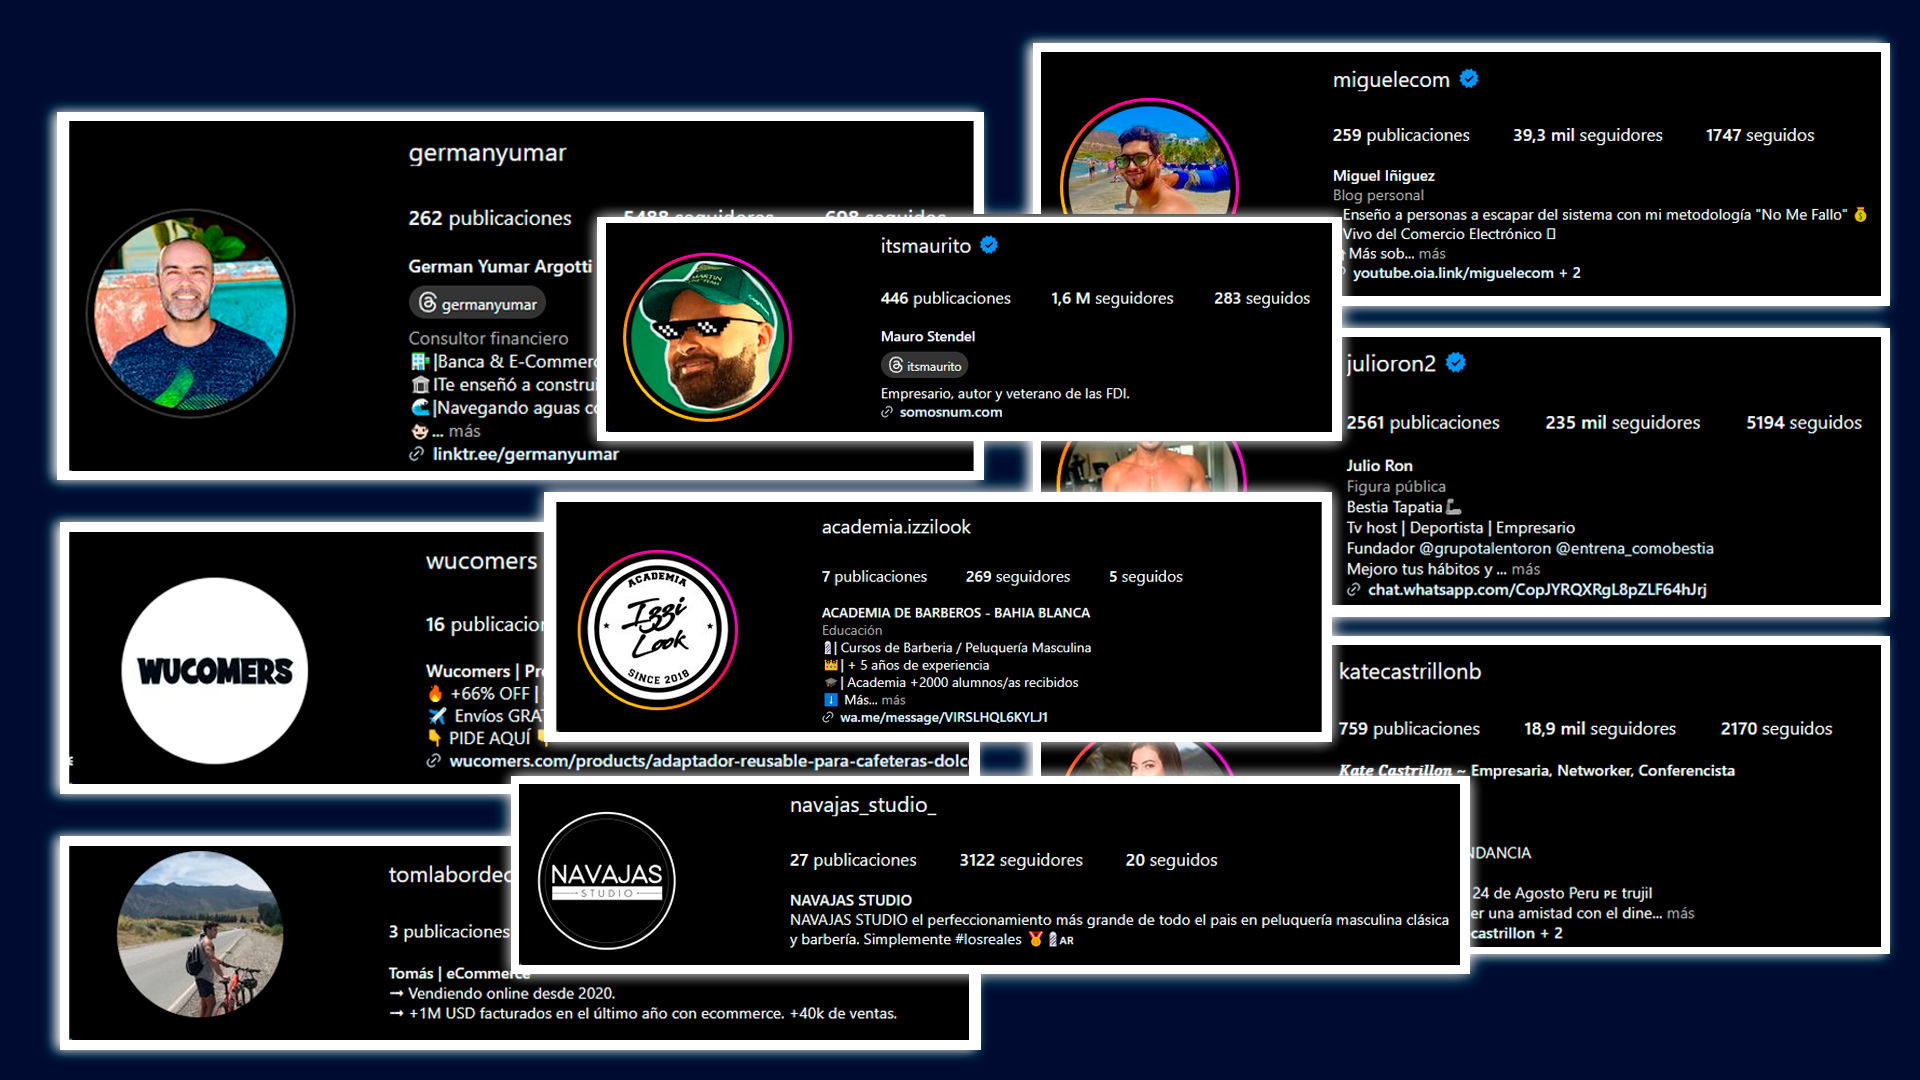 germanyumar
262 publicaciones 5488 seguidores 698 seguidos
German Yumar Argotti
germanyumar
Consultor financiero
|Banca & E-Commerc
ITe enseñó a construi
|Navegando aguas c
... más
linktr.ee/germanyumar
itsmaurito
446 publicaciones 1,6 M seguidores 283 seguidos
Mauro Stendel
itsmaurito
Empresario, autor y veterano de las FDI.
somosnum.com
miguelecom
259 publicaciones 39,3 mil seguidores 1747 seguidos
Miguel Iñiguez
Blog personal
Enseño a personas a escapar del sistema con mi metodología "No Me Fallo" 💰
Vivo del Comercio Electrónico
Más sob... más
youtube.oia.link/miguelecom + 2
julioron2
2561 publicaciones 235 mil seguidores 5194 seguidos
Julio Ron
Figura pública
Bestia Tapatia🦾
Tv host | Deportista | Empresario
Fundador @grupotalentoron @entrena_comobestia
Mejoro tus hábitos y ... más
chat.whatsapp.com/CopJYRQXRgL8pZLF64hJrj
wucomers
WUCOMERS
16 publicacion
Wucomers | Pr
🔥 +66% OFF |
✈️ Envíos GRAT
👇 PIDE AQUÍ 👇
wucomers.com/products/adaptador-reusable-para-cafeteras-dolc
academia.izzilook
ACADEMIA
Izzi
Look
SINCE 2018
7 publicaciones 269 seguidores 5 seguidos
ACADEMIA DE BARBEROS - BAHIA BLANCA
Educación
💈| Cursos de Barberia / Peluquería Masculina
👑| + 5 años de experiencia
🎓| Academia +2000 alumnos/as recibidos
⬇️ Más... más
wa.me/message/VIRSLHQL6KYLJ1
katecastrillonb
759 publicaciones 18,9 mil seguidores 2170 seguidos
Kate Castrillon ~ Empresaria, Networker, Conferencista
NDANCIA
24 de Agosto Peru PE trujil
er una amistad con el dine... más
castrillon + 2
navajas_studio_
NAVAJAS
STUDIO
27 publicaciones 3122 seguidores 20 seguidos
NAVAJAS STUDIO
NAVAJAS STUDIO el perfeccionamiento más grande de todo el pais en peluquería masculina clásica
y barbería. Simplemente #losreales 🏅💈AR
tomlabordec
3 publicaciones
Tomás | eCommerce
→ Vendiendo online desde 2020.
→ +1M USD facturados en el último año con ecommerce. +40k de ventas.